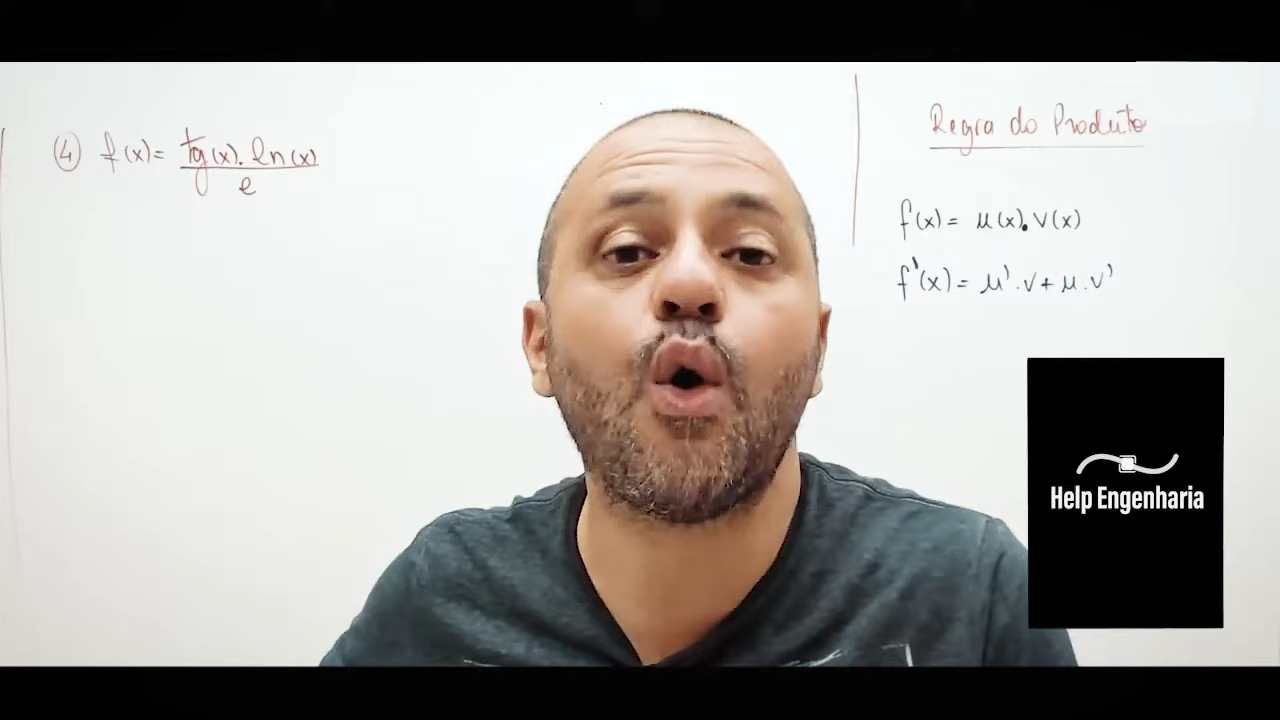 ④ f(x) = tg(x). ln(x)
e
Regra do Produto
f(x) = u(x).v(x)
f'(x) = u'.v + u.v'
Help Engenharia